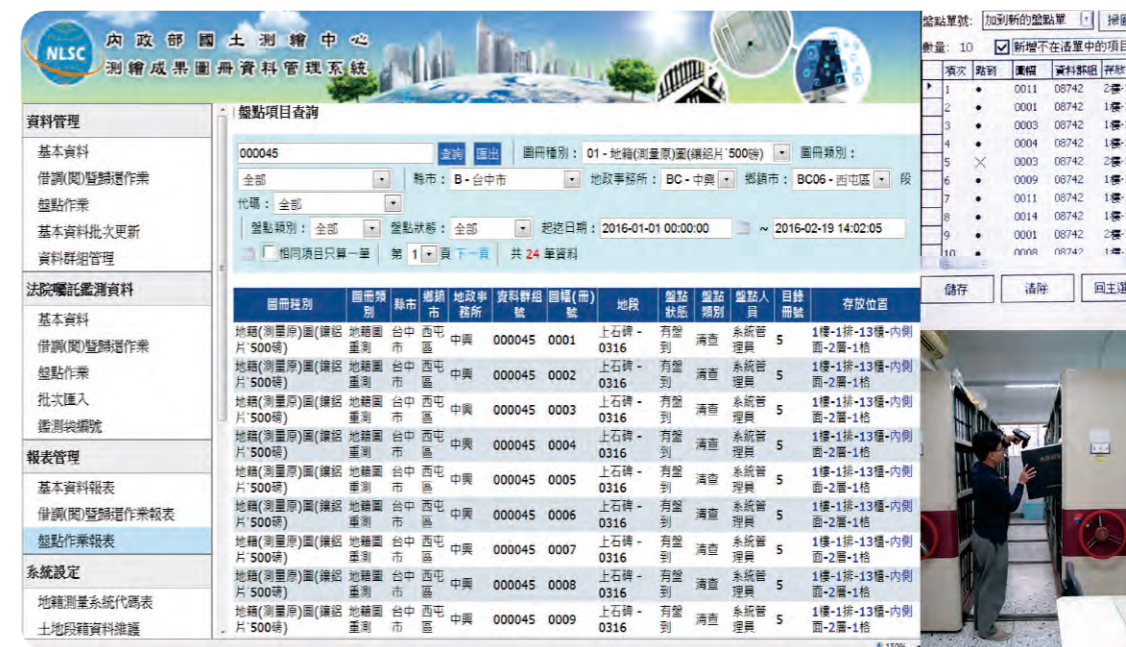 NLSC
內政部國土測繪中心
測繪成果圖冊資料管理系統
資料管理
基本資料
借調(閱)暨歸還作業
盤點作業
基本資料批次更新
資料群組管理
法院囑託鑑測資料
基本資料
借調(閱)暨歸還作業
盤點作業
批次匯入
鑑測袋編號
報表管理
基本資料報表
借調(閱)暨歸還作業報表
盤點作業報表
系統設定
地籍測量系統代碼表
土地段籍資料維護
盤點項目查詢
000045 查詢 匯出 圖冊種別: 01 - 地籍(測量原)圖(鑲鋁片`500磅) 圖冊類別:
全部 縣市: B - 台中市 地政事務所: BC - 中興 鄉鎮市: BC06 - 西屯區 段
代碼: 全部
盤點類別: 全部 盤點狀態: 全部 起迄日期: 2016-01-01 00:00:00 ~ 2016-02-19 14:02:05
相同項目只算一筆 第 1 頁 下一頁 共 24 筆資料
圖冊種別 圖冊類別 縣市 鄉鎮市 地政事務所 資料群組號 圖幅(冊)號 地段 盤點狀態 盤點類別 盤點人員 目錄冊號 存放位置
地籍(測量原)圖(鑲鋁片`500磅) 地籍圖重測 台中市 西屯區 中興 000045 0001 上石碑 - 0316 有盤到 清查 系統管理員 5 1樓-1排-13櫃-內側面-2層-1格
地籍(測量原)圖(鑲鋁片`500磅) 地籍圖重測 台中市 西屯區 中興 000045 0002 上石碑 - 0316 有盤到 清查 系統管理員 5 1樓-1排-13櫃-內側面-2層-1格
地籍(測量原)圖(鑲鋁片`500磅) 地籍圖重測 台中市 西屯區 中興 000045 0003 上石碑 - 0316 有盤到 清查 系統管理員 5 1樓-1排-13櫃-內側面-2層-1格
地籍(測量原)圖(鑲鋁片`500磅) 地籍圖重測 台中市 西屯區 中興 000045 0004 上石碑 - 0316 有盤到 清查 系統管理員 5 1樓-1排-13櫃-內側面-2層-1格
地籍(測量原)圖(鑲鋁片`500磅) 地籍圖重測 台中市 西屯區 中興 000045 0005 上石碑 - 0316 有盤到 清查 系統管理員 5 1樓-1排-13櫃-內側面-2層-1格
地籍(測量原)圖(鑲鋁片`500磅) 地籍圖重測 台中市 西屯區 中興 000045 0006 上石碑 - 0316 有盤到 清查 系統管理員 5 1樓-1排-13櫃-內側面-2層-1格
地籍(測量原)圖(鑲鋁片`500磅) 地籍圖重測 台中市 西屯區 中興 000045 0007 上石碑 - 0316 有盤到 清查 系統管理員 5 1樓-1排-13櫃-內側面-2層-1格
地籍(測量原)圖(鑲鋁片`500磅) 地籍圖重測 台中市 西屯區 中興 000045 0008 上石碑 - 0316 有盤到 清查 系統管理員 5 1樓-1排-13櫃-內側面-2層-1格
地籍(測量原)圖(鑲鋁片`500磅) 地籍圖重測 台中市 西屯區 中興 000045 0009 上石碑 - 0316 有盤到 清查 系統管理員 5 1樓-1排-13櫃-內側面-2層-1格
150%
盤點單號: 加到新的盤點單
數量: 10 新增不在清單中的項目
項次 點到 圖幅 資料群組 存放
1 ● 0011 08742 2樓-
2 ● 0001 08742 1樓-
3 ● 0003 08742 1樓-
4 ● 0004 08742 1樓-
5 × 0003 08742 2樓-
6 ● 0009 08742 1樓-
7 ● 0011 08742 1樓-
8 ● 0014 08742 1樓-
9 ● 0001 08742 2樓-
10 ● 0008 08742 1樓-
儲存 清除 回主選